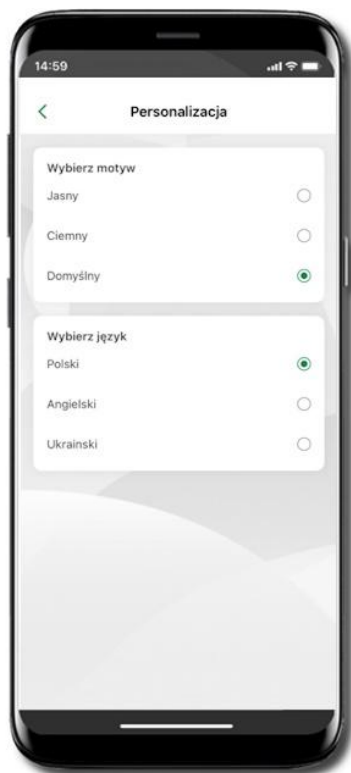 14:59
Personalizacja
Wybierz motyw
Jasny
Ciemny
Domyślny
Wybierz język
Polski
Angielski
Ukrainski